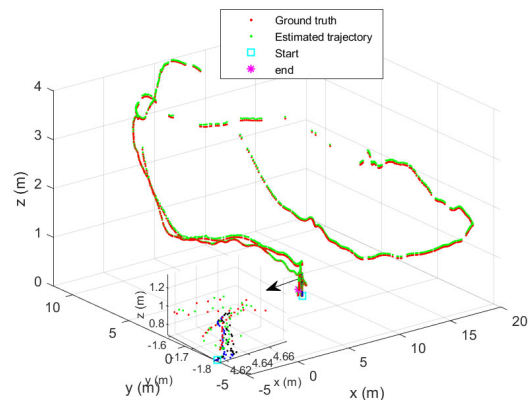 Ground truth
Estimated trajectory
Start
end
4
3
2
1
0
z (m)
10
5
0
-5
y (m)
-5
0
5
10
15
20
x (m)
1.2
1
0.8
z (m)
-1.6
-1.7
-1.8
y (m)
4.62
4.64
4.66
x (m)